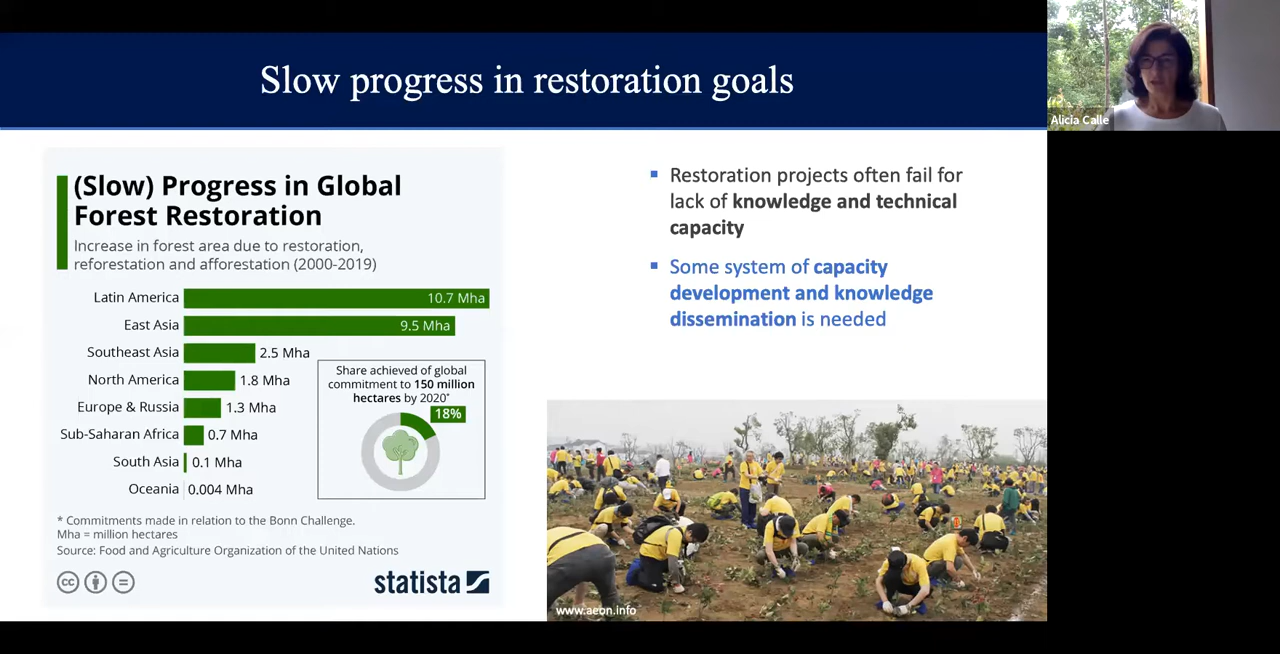 Slow progress in restoration goals
Alicia Calle
(Slow) Progress in Global
Forest Restoration
Increase in forest area due to restoration,
reforestation and afforestation (2000-2019)
Latin America 10.7 Mha
East Asia 9.5 Mha
Southeast Asia 2.5 Mha
North America 1.8 Mha
Europe & Russia 1.3 Mha
Sub-Saharan Africa 0.7 Mha
South Asia 0.1 Mha
Oceania 0.004 Mha
Share achieved of global
commitment to 150 million
hectares by 2020*
18%
* Commitments made in relation to the Bonn Challenge.
Mha = million hectares
Source: Food and Agriculture Organization of the United Nations
cc
statista
Restoration projects often fail for
lack of knowledge and technical
capacity
Some system of capacity
development and knowledge
dissemination is needed
www.aeon.info